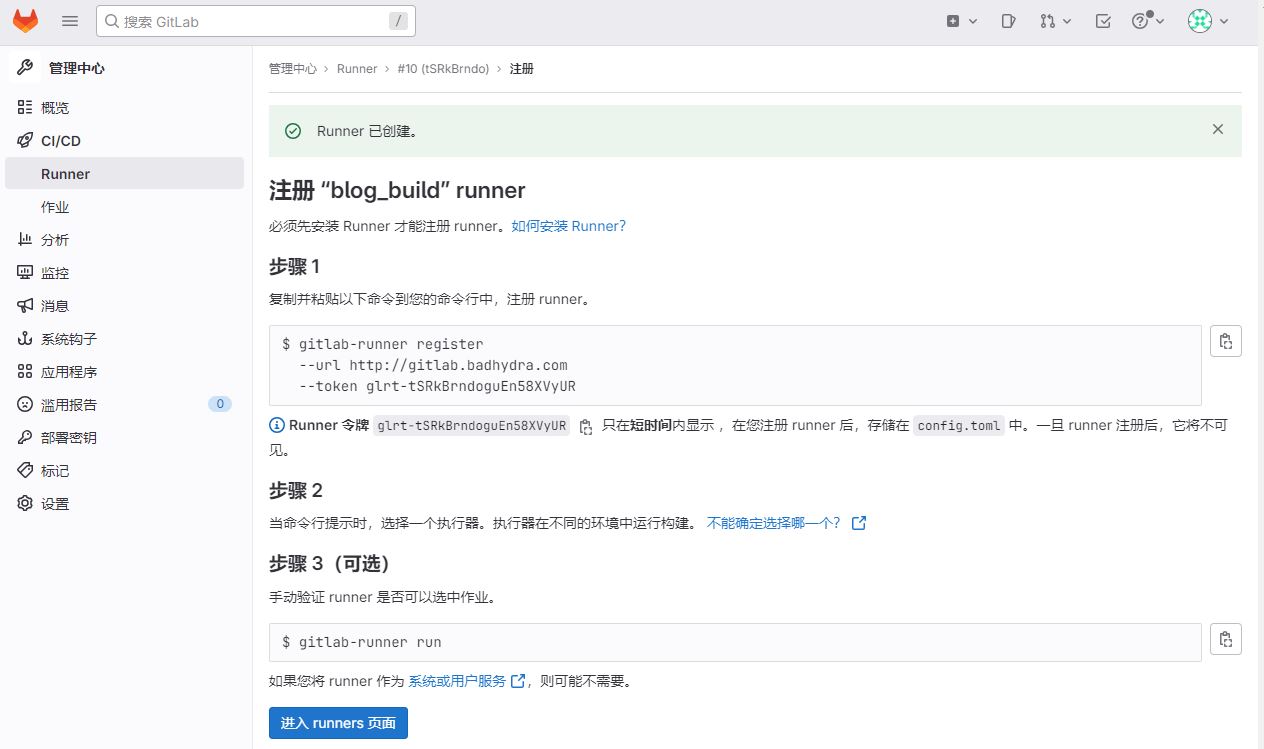 搜索 GitLab /
管理中心
概览
CI/CD
Runner
作业
分析
监控
消息
系统钩子
应用程序
滥用报告 0
部署密钥
标记
设置
管理中心 › Runner › #10 (tSRkBrndo) › 注册
Runner 已创建。
注册 “blog_build” runner
必须先安装 Runner 才能注册 runner。如何安装 Runner?
步骤 1
复制并粘贴以下命令到您的命令行中，注册 runner。
$ gitlab-runner register
--url http://gitlab.badhydra.com
--token glrt-tSRkBrndoguEn58XVyUR
Runner 令牌 glrt-tSRkBrndoguEn58XVyUR 只在短时间内显示 ，在您注册 runner 后，存储在 config.toml 中。一旦 runner 注册后，它将不可
见。
步骤 2
当命令行提示时，选择一个执行器。执行器在不同的环境中运行构建。 不能确定选择哪一个？
步骤 3（可选）
手动验证 runner 是否可以选中作业。
$ gitlab-runner run
如果您将 runner 作为 系统或用户服务 ，则可能不需要。
进入 runners 页面